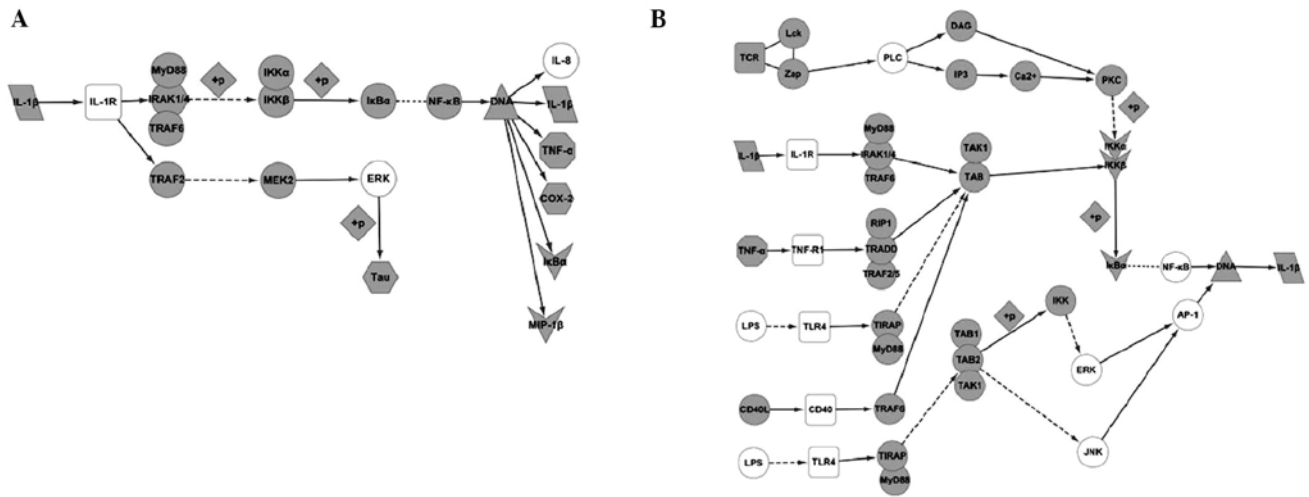 A
IL-1β
IL-1R
MyD88
IRAK1/4
TRAF6
+p
IKKα
IKKβ
+p
IκBα
NF-κB
DNA
IL-8
IL-1β
TNF-α
COX-2
IκBα
MIP-1β
TRAF2
MEK2
ERK
+p
Tau
B
TCR
Lck
Zap
PLC
DAG
IP3
Ca2+
PKC
+p
IL-1β
IL-1R
MyD88
IRAK1/4
TRAF6
TAK1
TAB
IKKα
IKKβ
+p
TNF-α
TNF-R1
RIP1
TRADD
TRAF2/5
IκBα
NF-κB
DNA
IL-1β
LPS
TLR4
TIRAP
MyD88
TAB1
TAB2
TAK1
+p
IKK
ERK
AP-1
CD40L
CD40
TRAF6
JNK
LPS
TLR4
TIRAP
MyD88